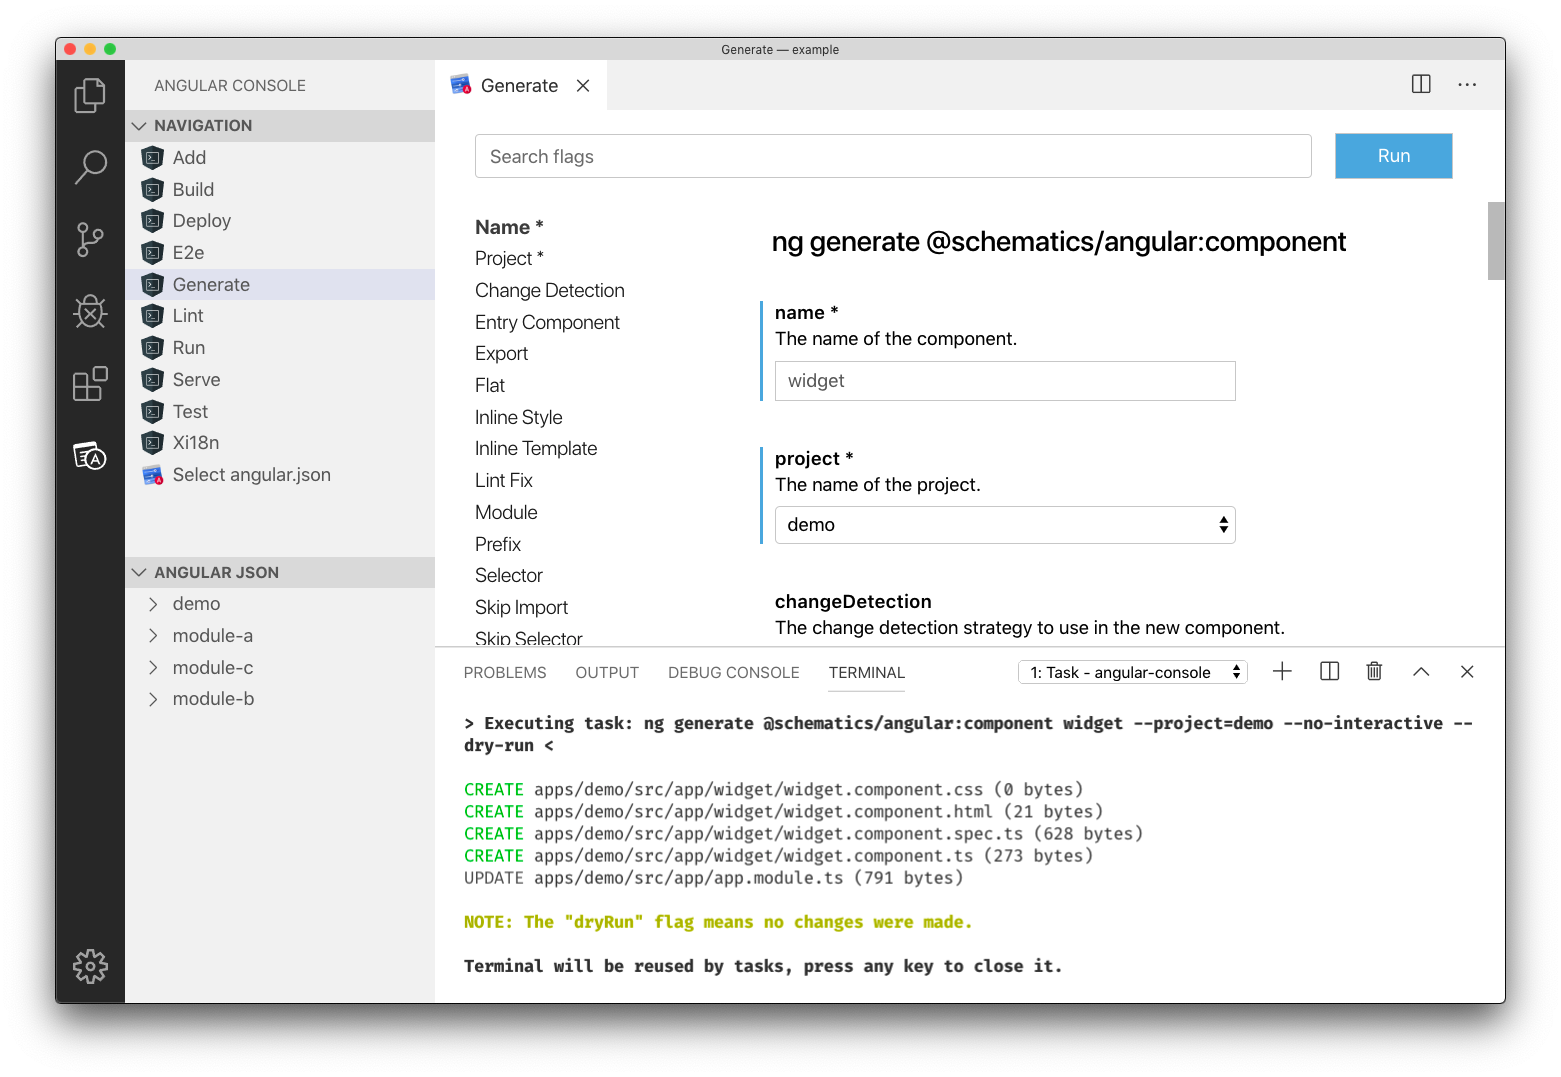 Generate — example
ANGULAR CONSOLE
NAVIGATION
Add
Build
Deploy
E2e
Generate
Lint
Run
Serve
Test
Xi18n
Select angular.json
ANGULAR JSON
demo
module-a
module-c
module-b
Generate
Search flags
Run
Name *
Project *
Change Detection
Entry Component
Export
Flat
Inline Style
Inline Template
Lint Fix
Module
Prefix
Selector
Skip Import
Skip Selector
ng generate @schematics/angular:component
name *
The name of the component.
widget
project *
The name of the project.
demo
changeDetection
The change detection strategy to use in the new component.
PROBLEMS OUTPUT DEBUG CONSOLE TERMINAL 1: Task - angular-console
> Executing task: ng generate @schematics/angular:component widget --project=demo --no-interactive --
dry-run <
CREATE apps/demo/src/app/widget/widget.component.css (0 bytes)
CREATE apps/demo/src/app/widget/widget.component.html (21 bytes)
CREATE apps/demo/src/app/widget/widget.component.spec.ts (628 bytes)
CREATE apps/demo/src/app/widget/widget.component.ts (273 bytes)
UPDATE apps/demo/src/app/app.module.ts (791 bytes)
NOTE: The "dryRun" flag means no changes were made.
Terminal will be reused by tasks, press any key to close it.